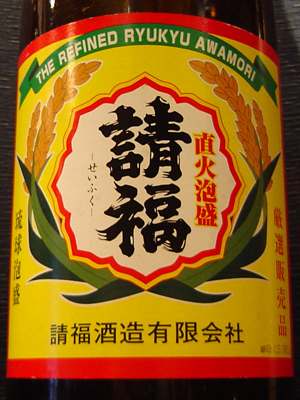 THE REFINED RYUKYU AWAMORI
直火泡盛
請福
―せいふく―
厳選販売品
琉球泡盛
請福酒造有限会社